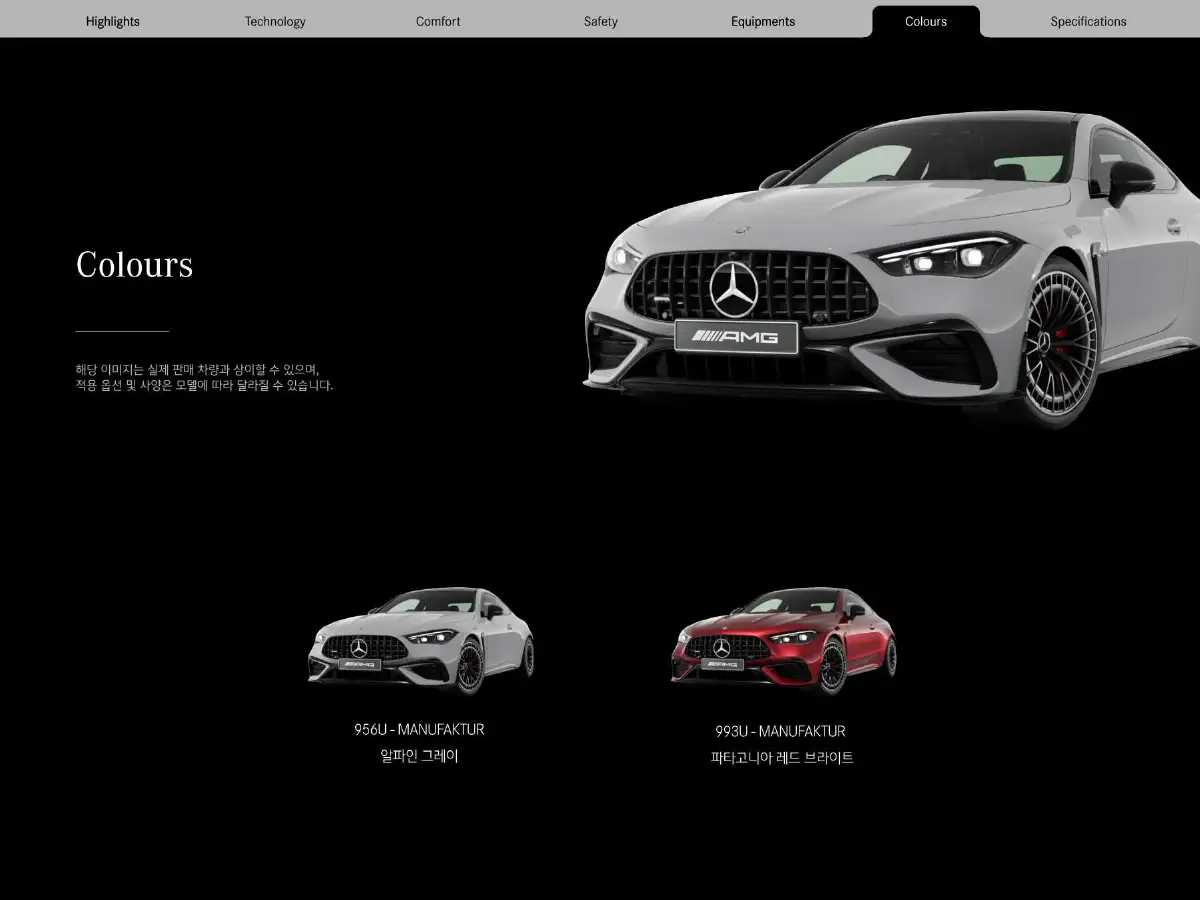 Highlights
Technology
Comfort
Safety
Equipments
Colours
Specifications
Colours
해당 이미지는 실제 판매 차량과 상이할 수 있으며,
적용 옵션 및 사양은 모델에 따라 달라질 수 있습니다.
AMG
AMG
AMG
956U - MANUFAKTUR
알파인 그레이
993U - MANUFAKTUR
파타고니아 레드 브라이트